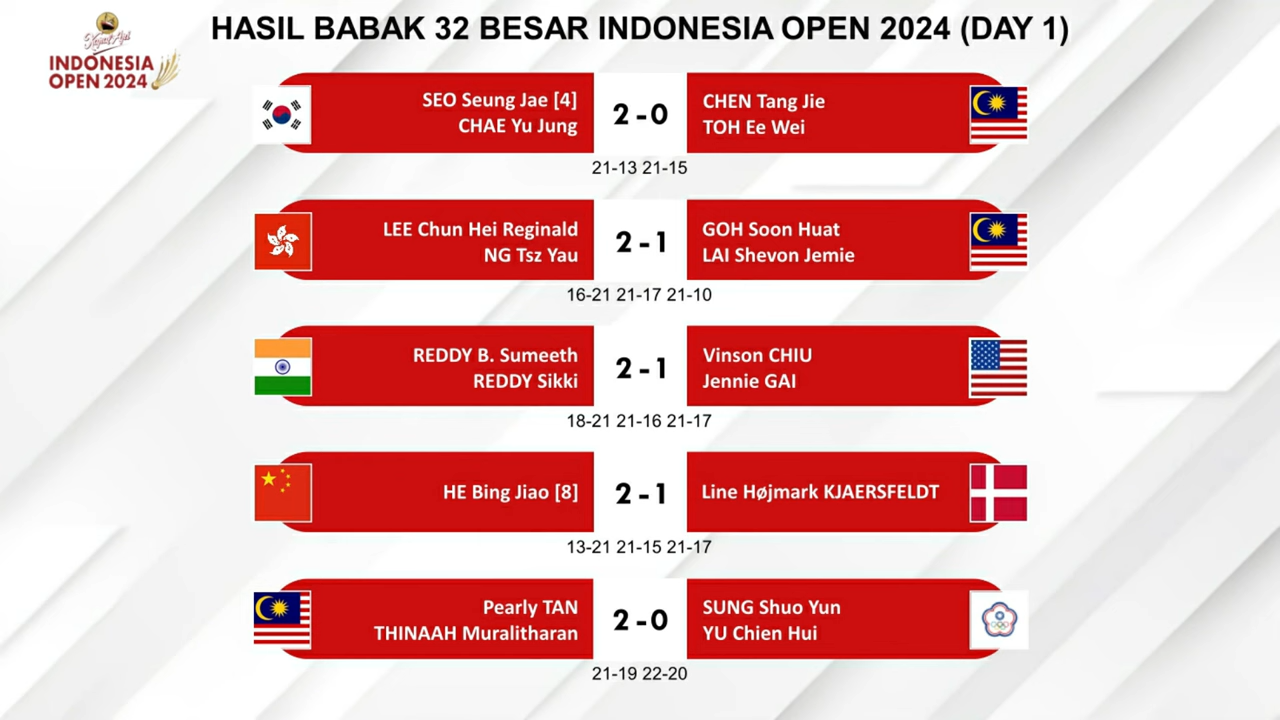 Kapal Api
INDONESIA
OPEN 2024
HASIL BABAK 32 BESAR INDONESIA OPEN 2024 (DAY 1)
SEO Seung Jae [4]
CHAE Yu Jung
2-0
CHEN Tang Jie
TOH Ee Wei
21-13 21-15
LEE Chun Hei Reginald
NG Tsz Yau
2-1
GOH Soon Huat
LAI Shevon Jemie
16-21 21-17 21-10
REDDY B. Sumeeth
REDDY Sikki
2-1
Vinson CHIU
Jennie GAI
18-21 21-16 21-17
HE Bing Jiao [8]
2-1
Line Højmark KJAERSFELDT
13-21 21-15 21-17
Pearly TAN
THINAAH Muralitharan
2-0
SUNG Shuo Yun
YU Chien Hui
21-19 22-20